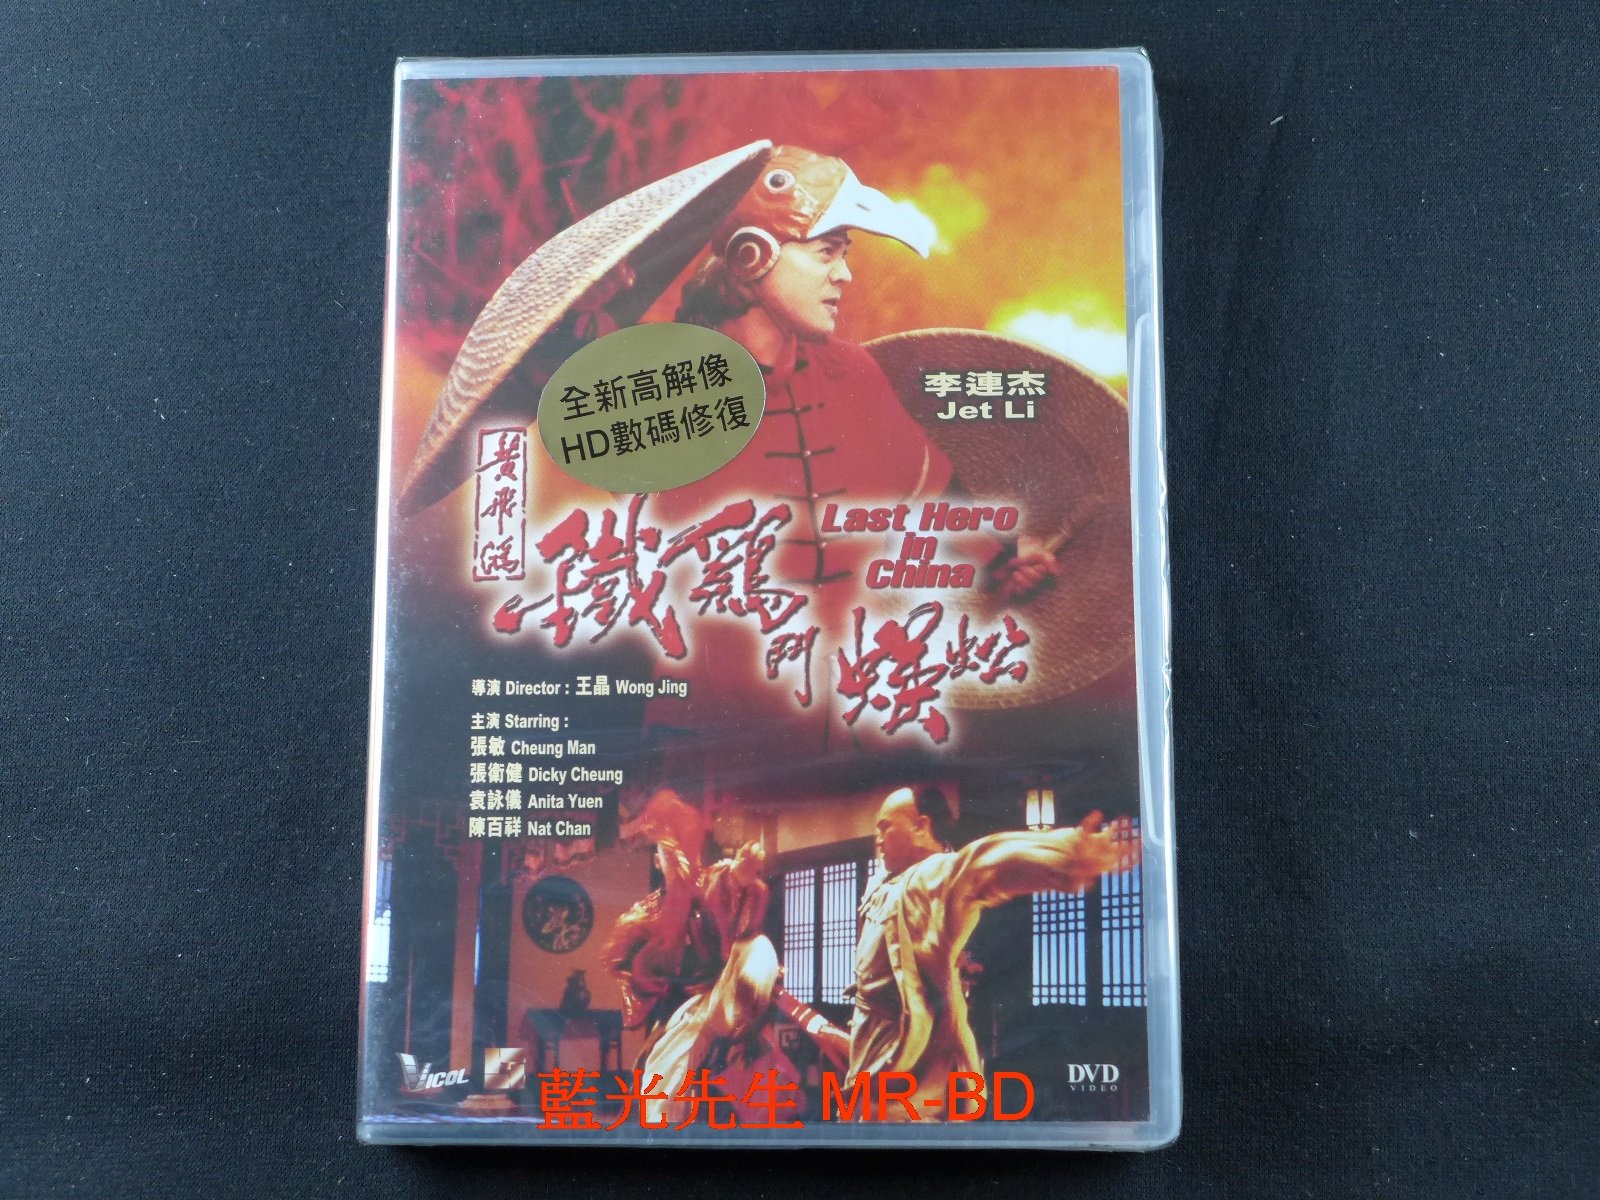 李連杰
Jet Li
全新高解像
HD數碼修復
黃飛鴻
鐵鷄
鬥
蜈蚣
Last Hero
in
China
導演 Director : 王晶 Wong Jing
主演 Starring :
張敏 Cheung Man
張衛健 Dicky Cheung
袁詠儀 Anita Yuen
陳百祥 Nat Chan
VICOL
DVD
VIDEO
藍光先生 MR-BD